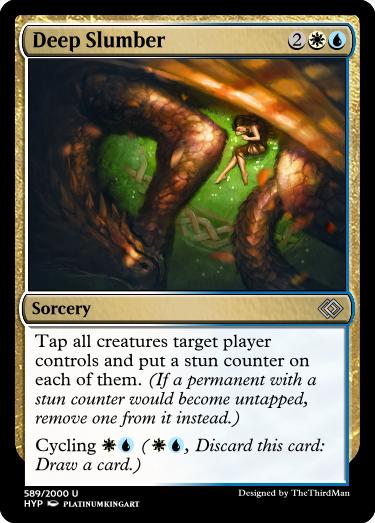 Deep Slumber 2
Sorcery
Tap all creatures target player
controls and put a stun counter on
each of them. (If a permanent with a
stun counter would become untapped,
remove one from it instead.)
Cycling (, Discard this card:
Draw a card.)
589/2000 U Designed by TheThirdMan
HYP PLATINUMKINGART